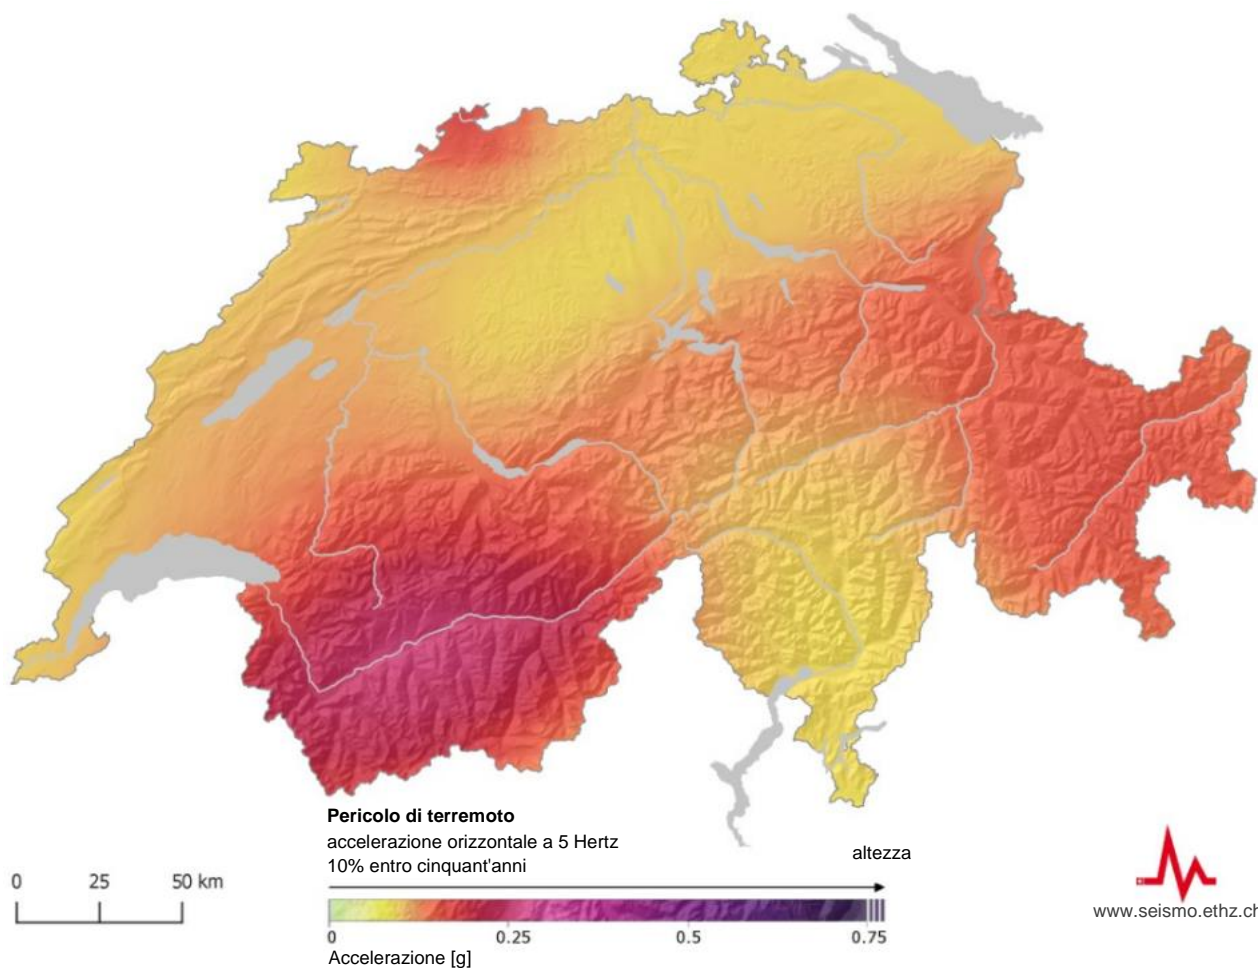 Pericolo di terremoto
accelerazione orizzontale a 5 Hertz
10% entro cinquant'anni
altezza
0 25 50 km
0 0.25 0.5 0.75
Accelerazione [g]
www.seismo.ethz.ch